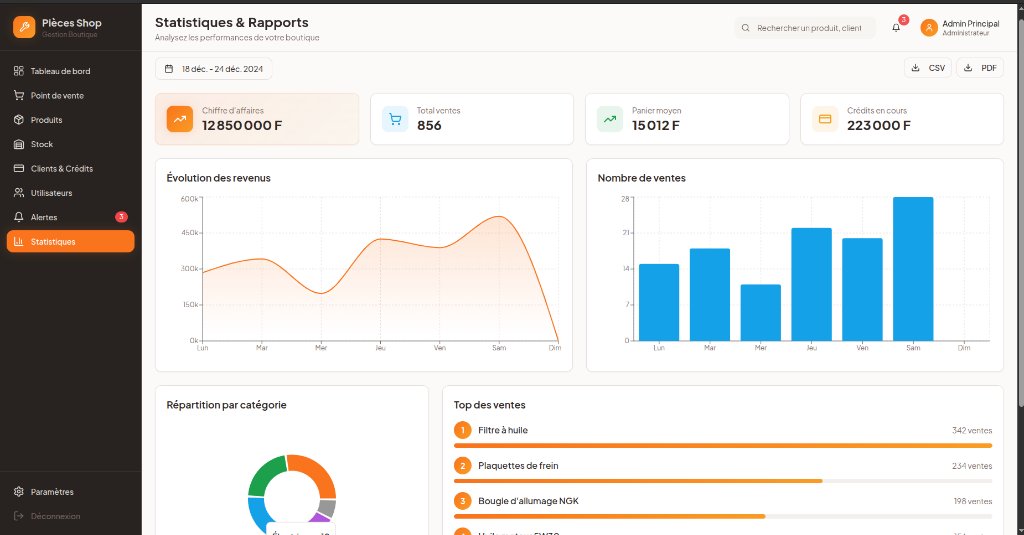 Pièces Shop
Gestion Boutique
Tableau de bord
Point de vente
Produits
Stock
Clients & Crédits
Utilisateurs
Alertes 3
Statistiques
Paramètres
Déconnexion
Statistiques & Rapports
Analysez les performances de votre boutique
Rechercher un produit, client
3
Admin Principal
Administrateur
18 déc. - 24 déc. 2024
CSV
PDF
Chiffre d'affaires
12 850 000 F
Total ventes
856
Panier moyen
15 012 F
Crédits en cours
223 000 F
Évolution des revenus
600k
450k
300k
150k
0k
Lun Mar Mer Jeu Ven Sam Dim
Nombre de ventes
28
21
14
7
0
Lun Mar Mer Jeu Ven Sam Dim
Répartition par catégorie
Top des ventes
1 Filtre à huile 342 ventes
2 Plaquettes de frein 234 ventes
3 Bougie d'allumage NGK 198 ventes